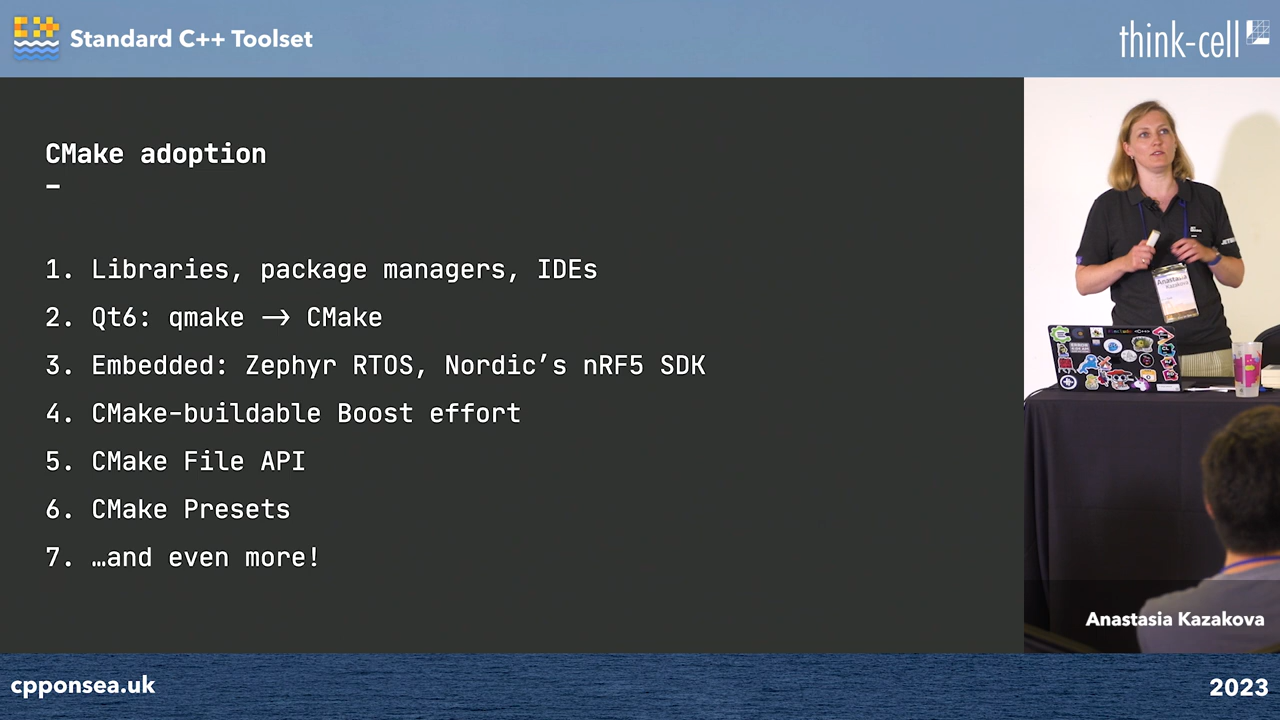 Standard C++ Toolset
think-cell
CMake adoption
–
1. Libraries, package managers, IDEs
2. Qt6: qmake → CMake
3. Embedded: Zephyr RTOS, Nordic’s nRF5 SDK
4. CMake-buildable Boost effort
5. CMake File API
6. CMake Presets
7. …and even more!
Anastasia
Kazakova
Anastasia Kazakova
cpponsea.uk
2023